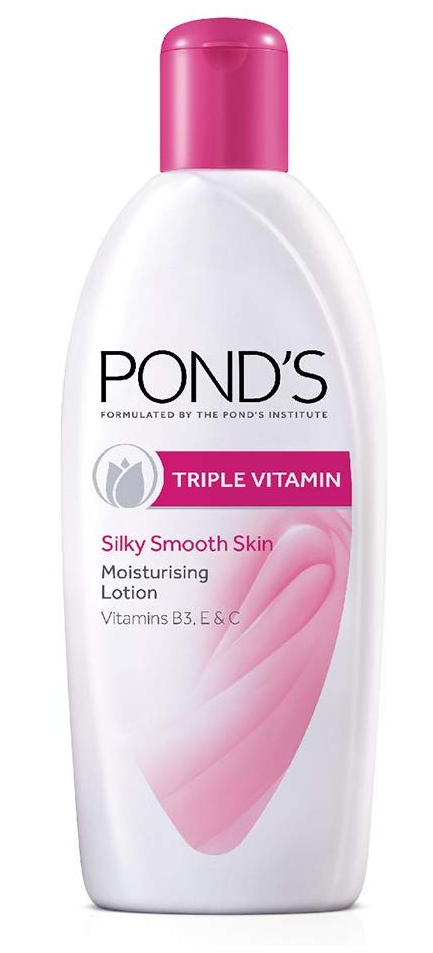 POND'S
FORMULATED BY THE POND'S INSTITUTE
TRIPLE VITAMIN
Silky Smooth Skin
Moisturising
Lotion
Vitamins B3, E & C